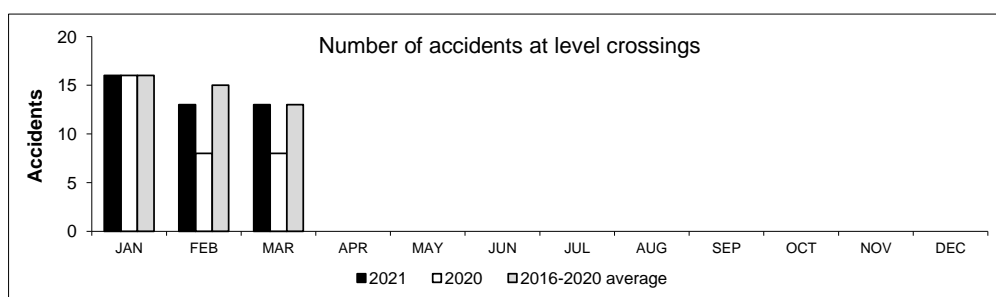 Number of accidents at level crossings
Accidents
20
15
10
5
0
JAN FEB MAR APR MAY JUN JUL AUG SEP OCT NOV DEC
2021 2020 2016-2020 average